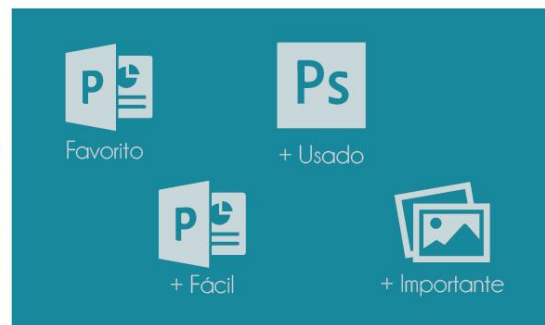 P
Favorito
Ps
+ Usado
P
+ Fácil
+ Importante